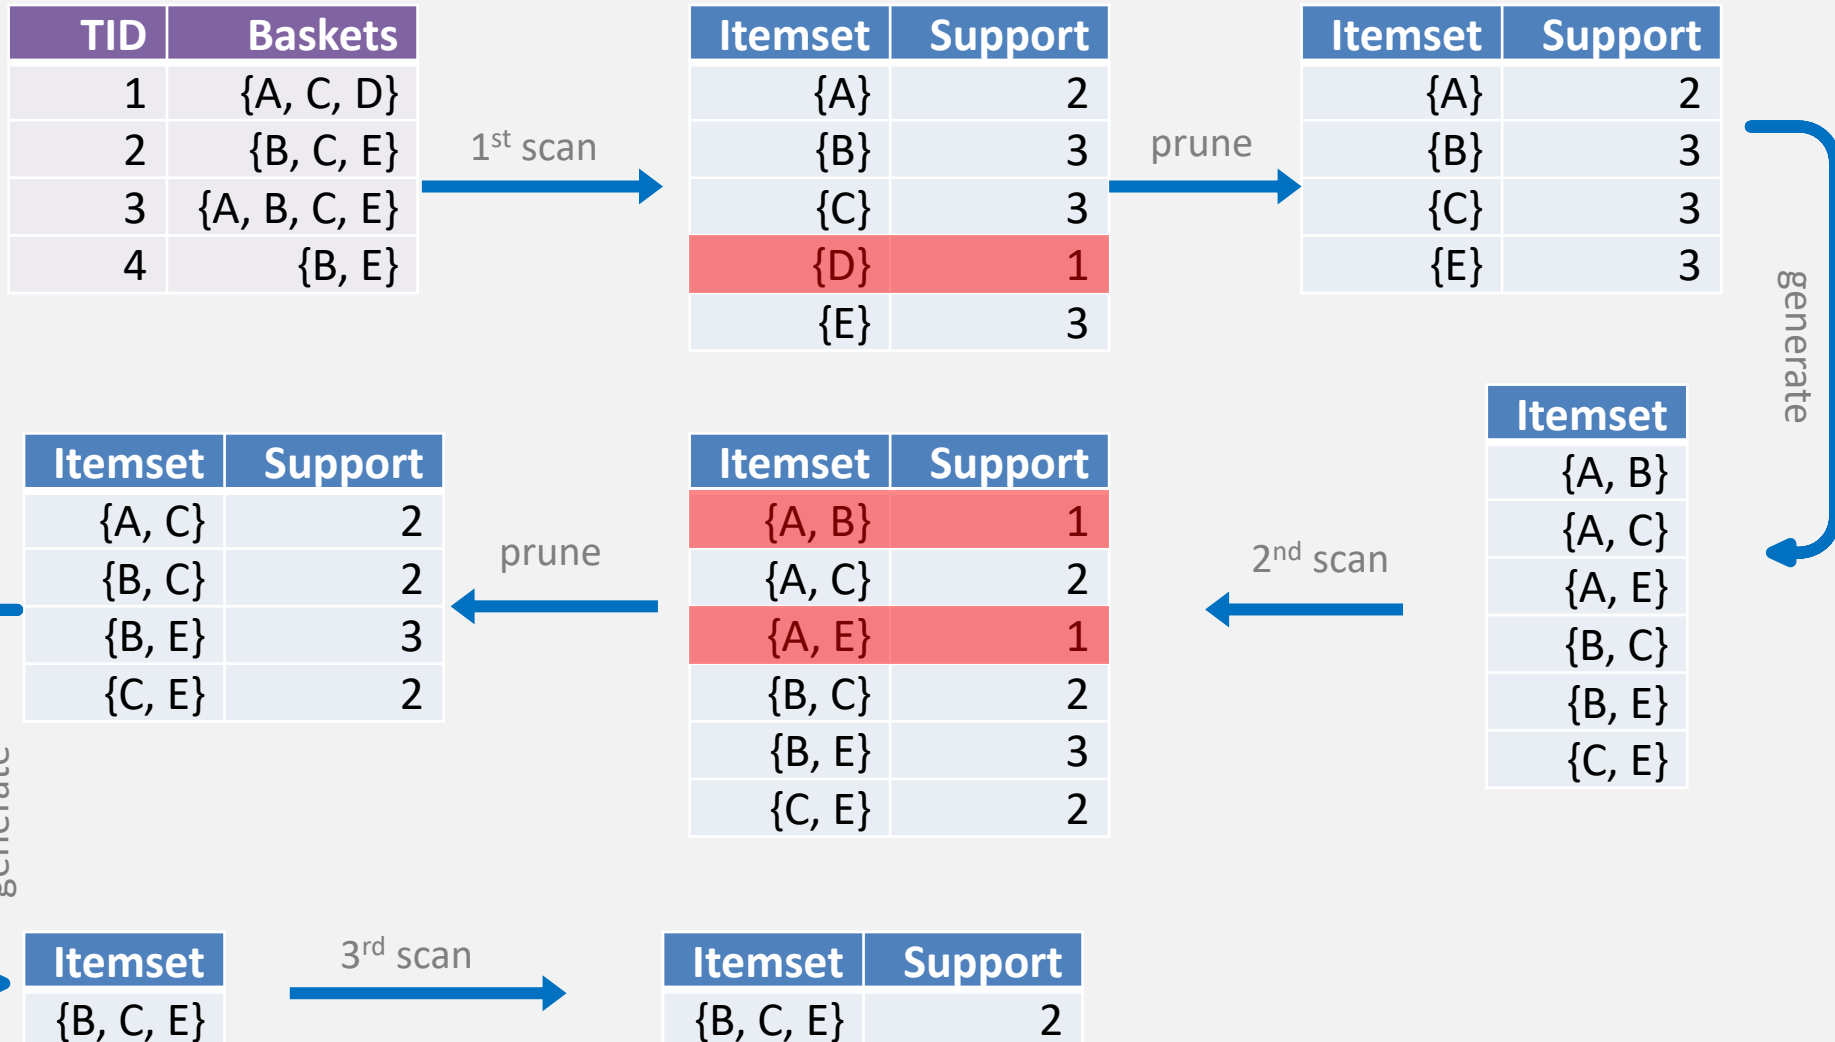 TID Baskets
1 {A, C, D}
2 {B, C, E}
3 {A, B, C, E}
4 {B, E}
1st scan
Itemset Support
{A} 2
{B} 3
{C} 3
{D} 1
{E} 3
prune
Itemset Support
{A} 2
{B} 3
{C} 3
{E} 3
generate
Itemset
{A, B}
{A, C}
{A, E}
{B, C}
{B, E}
{C, E}
2nd scan
Itemset Support
{A, B} 1
{A, C} 2
{A, E} 1
{B, C} 2
{B, E} 3
{C, E} 2
prune
Itemset Support
{A, C} 2
{B, C} 2
{B, E} 3
{C, E} 2
generate
Itemset
{B, C, E}
3rd scan
Itemset Support
{B, C, E} 2